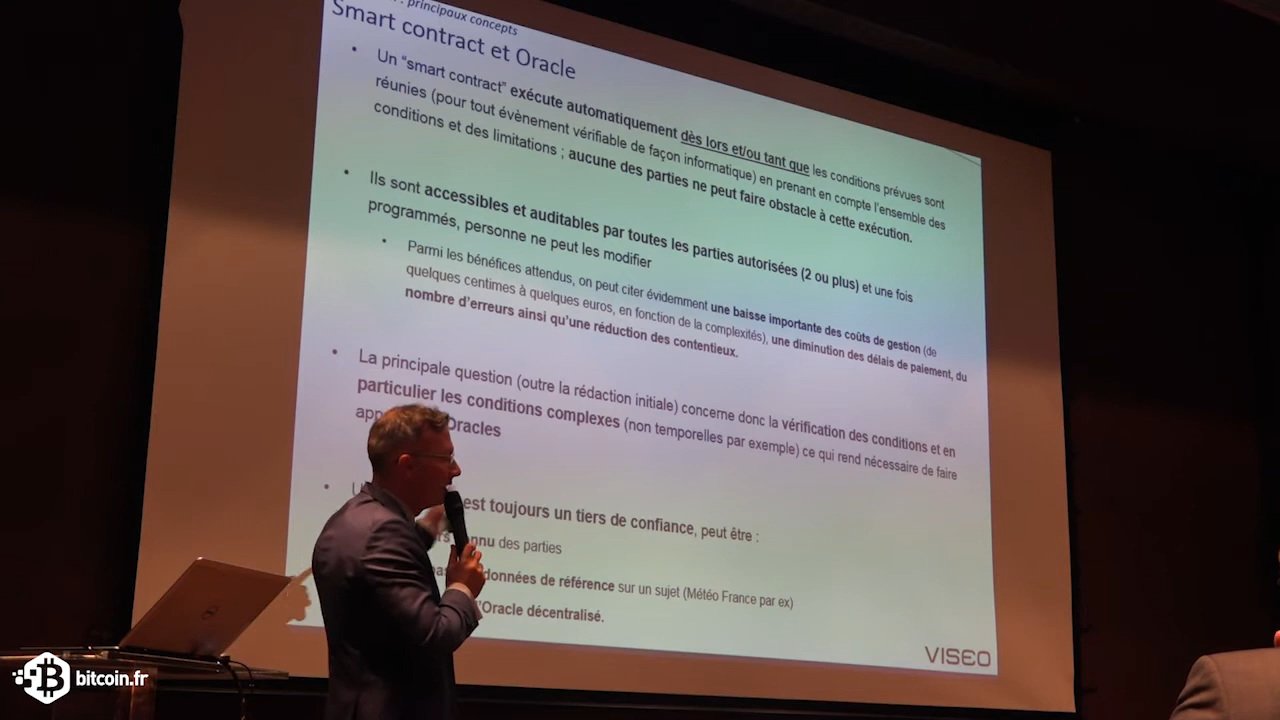 : principaux concepts
Smart contract et Oracle
• Un “smart contract” exécute automatiquement dès lors et/ou tant que les conditions prévues sont
réunies (pour tout évènement vérifiable de façon informatique) en prenant en compte l’ensemble des
conditions et des limitations ; aucune des parties ne peut faire obstacle à cette exécution.
• Ils sont accessibles et auditables par toutes les parties autorisées (2 ou plus) et une fois
programmés, personne ne peut les modifier
• Parmi les bénéfices attendus, on peut citer évidemment une baisse importante des coûts de gestion (de
quelques centimes à quelques euros, en fonction de la complexités), une diminution des délais de paiement, du
nombre d’erreurs ainsi qu’une réduction des contentieux.
• La principale question (outre la rédaction initiale) concerne donc la vérification des conditions et en
particulier les conditions complexes (non temporelles par exemple) ce qui rend nécessaire de faire
Oracles
• est toujours un tiers de confiance, peut être :
des parties
données de référence sur un sujet (Météo France par ex)
l’Oracle décentralisé.
VISEO
bitcoin.fr